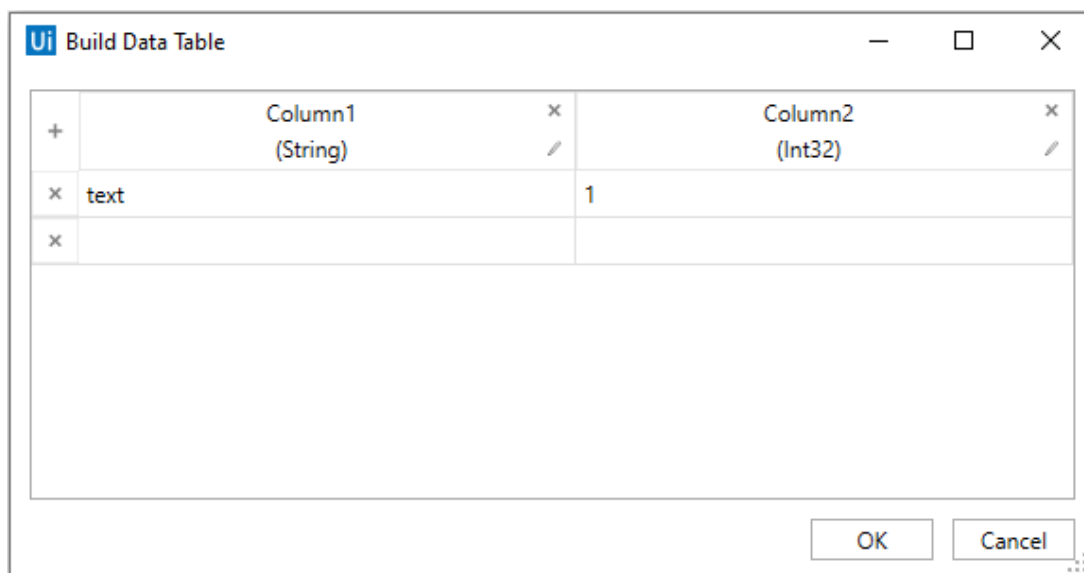 Ui Build Data Table
Column1 Column2
(String) (Int32)
text 1
OK Cancel